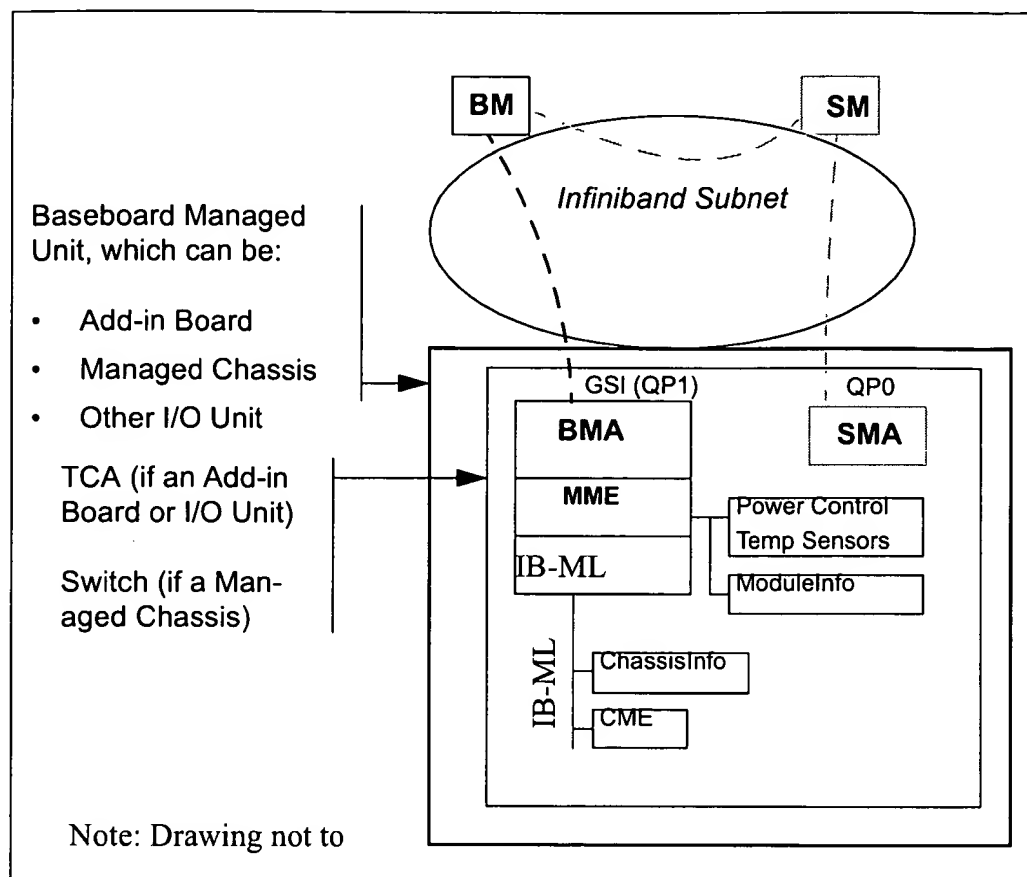 BM
SM
Infiniband Subnet
Baseboard Managed
Unit, which can be:
• Add-in Board
• Managed Chassis
• Other I/O Unit
TCA (if an Add-in
Board or I/O Unit)
Switch (if a Man-
aged Chassis)
GSI (QP1)
QP0
BMA
SMA
MME
IB-ML
Power Control
Temp Sensors
ModuleInfo
IB-ML
ChassisInfo
CME
Note: Drawing not to